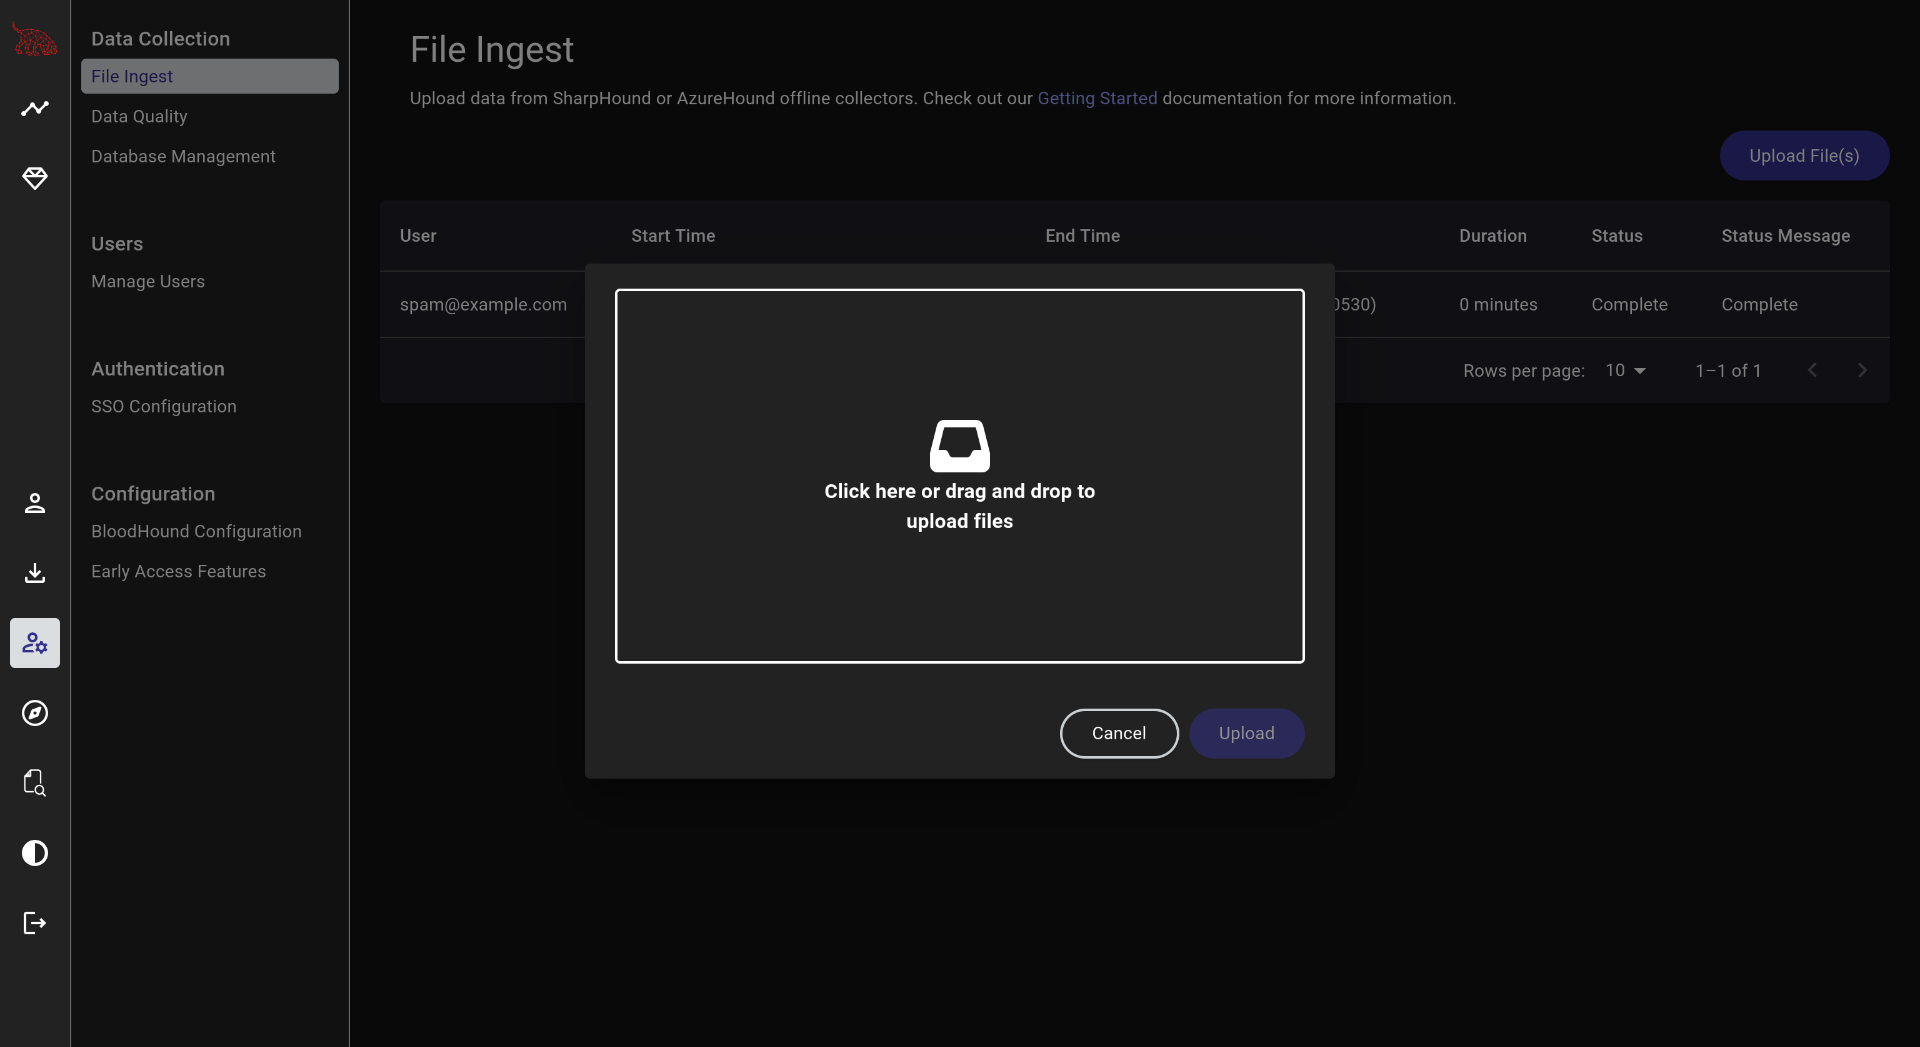 Data Collection
File Ingest
Data Quality
Database Management
Users
Manage Users
Authentication
SSO Configuration
Configuration
BloodHound Configuration
Early Access Features
File Ingest
Upload data from SharpHound or AzureHound offline collectors. Check out our Getting Started documentation for more information.
Upload File(s)
User Start Time End Time Duration Status Status Message
spam@example.com 0530) 0 minutes Complete Complete
Rows per page: 10 1–1 of 1
Click here or drag and drop to
upload files
Cancel Upload